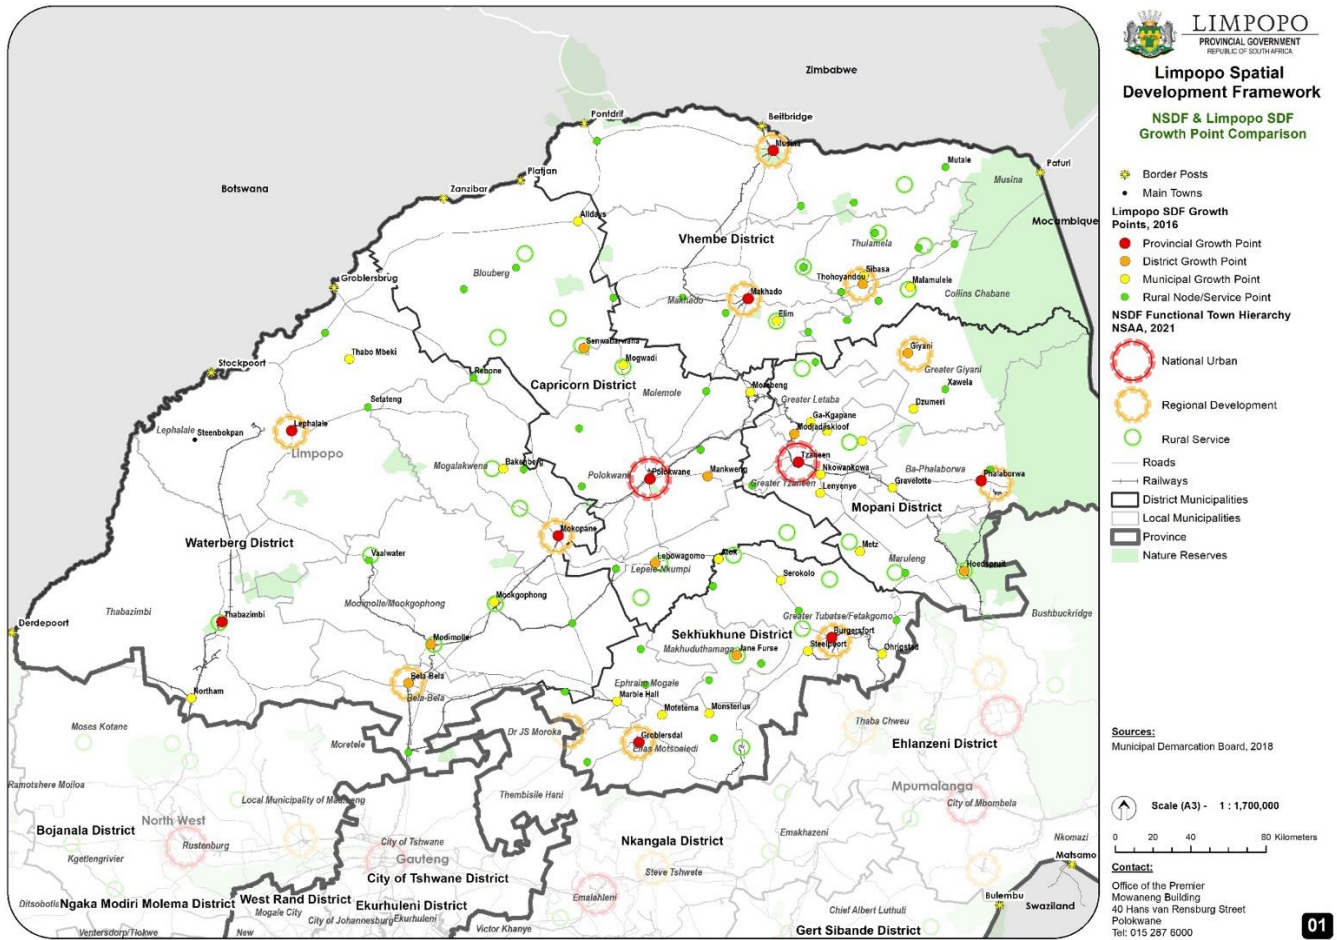 LIMPOPO
PROVINCIAL GOVERNMENT
REPUBLIC OF SOUTH AFRICA
Limpopo Spatial
Development Framework
NSDF & Limpopo SDF
Growth Point Comparison
Border Posts
Main Towns
Limpopo SDF Growth
Points, 2016
Provincial Growth Point
District Growth Point
Municipal Growth Point
Rural Node/Service Point
NSDF Functional Town Hierarchy
NSAA, 2021
National Urban
Regional Development
Rural Service
Roads
Railways
District Municipalities
Local Municipalities
Province
Nature Reserves
Sources:
Municipal Demarcation Board, 2018
Scale (A3) - 1 : 1,700,000
0 20 40 80 Kilometers
Contact:
Office of the Premier
Mowaneng Building
40 Hans van Rensburg Street
Polokwane
Tel: 015 287 6000
01
Zimbabwe
Pontdrif
Beitbridge
Musina
Mutale
Pafuri
Musina
Platjan
Zanzibar
Botswana
Alldays
Mocambique
Vhembe District
Thulamela
Blouberg
Groblersbrug
Sibasa
Thohoyandou
Malamulele
Collins Chabane
Makhado
Makhado
Elim
Thabo Mbeki
Stockpoort
Senwabarwana
Mogwadi
Giyani
Greater Giyani
Rebone
Capricorn District
Molemole
Morebeng
Xawela
Greater Letaba
Setateng
Dzumeri
Ga-Kgapane
Modjadjiskloof
Lephalale
Lephalale
Steenbokpan
Limpopo
Tzaneen
Mogalakwena
Bakenberg
Polokwane
Polokwane
Mankweng
Nkowankowa
Ba-Phalaborwa
Phalaborwa
Greater Tzaneen
Lenyenye
Gravelotte
Mopani District
Mokopane
Waterberg District
Vaalwater
Lebowagomo
Atok
Metz
Maruleng
Lepele-Nkumpi
Serokolo
Hoedspruit
Mookgophong
Modimolle/Mookgophong
Thabazimbi
Thabazimbi
Derdepoort
Greater Tubatse/Fetakgomo
Bushbuckridge
Sekhukhune District
Burgersfort
Modimolle
Makhuduthamaga
Jane Furse
Steelpoort
Ohrigstad
Bela-Bela
Bela-Bela
Ephraim Mogale
Northam
Marble Hall
Motetema
Monsterlus
Moses Kotane
Dr JS Moroka
Groblersdal
Elias Motsoaledi
Thaba Chweu
Moretele
Ehlanzeni District
Ramotshere Moiloa
Thembisile Hani
Mpumalanga
Local Municipality of Madibeng
City of Mbombela
North West
Bojanala District
Rustenburg
City of Tshwane
Nkangala District
Emakhazeni
Nkomazi
Kgetlengrivier
Gauteng
Matsamo
City of Tshwane District
Steve Tshwete
Emalahleni
Bulembu
Ditsobotla
Ngaka Modiri Molema District
West Rand District
Ekurhuleni District
Swaziland
Mogale City
Chief Albert Luthuli
City of Johannesburg
Ekurhuleni
Ventersdorp/Tlokwe
New
Victor Khanye
Gert Sibande District